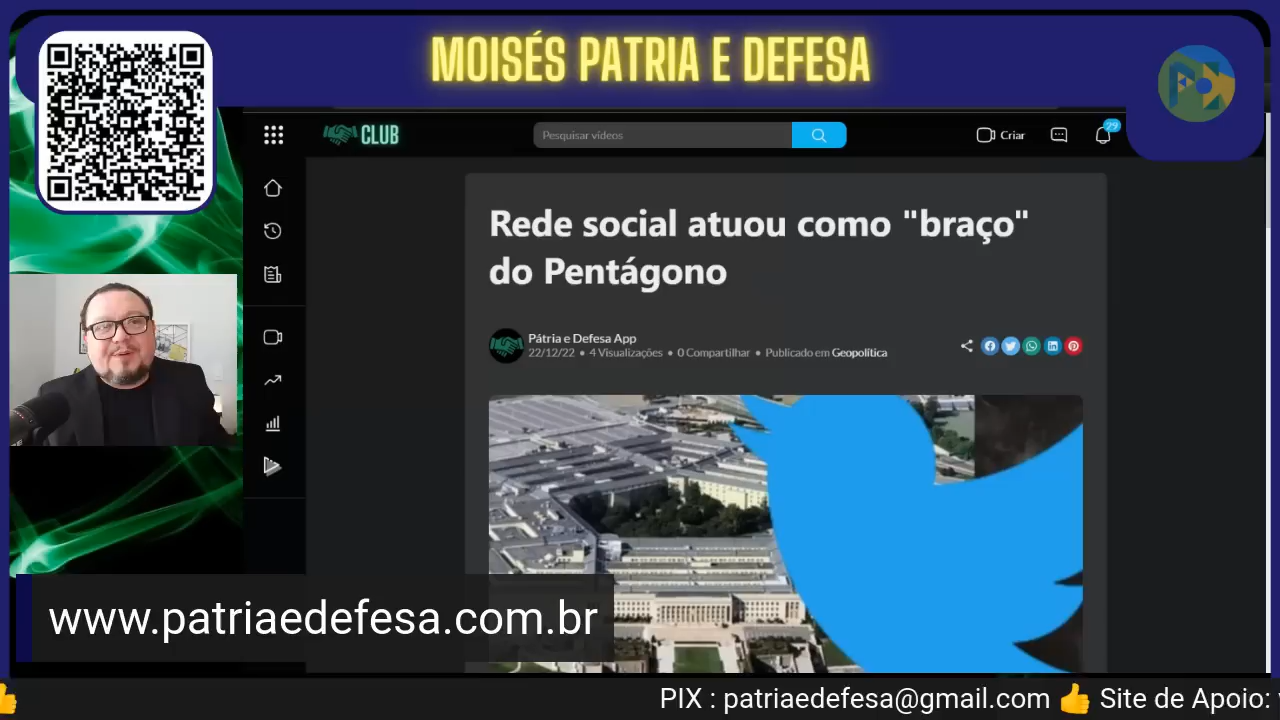 MOISÉS PATRIA E DEFESA
CLUB
Pesquisar vídeos
Criar
29
Rede social atuou como "braço"
do Pentágono
Pátria e Defesa App
22/12/22 • 4 Visualizações • 0 Compartilhar • Publicado em Geopolítica
www.patriaedefesa.com.br
👍 PIX : patriaedefesa@gmail.com 👍 Site de Apoio: